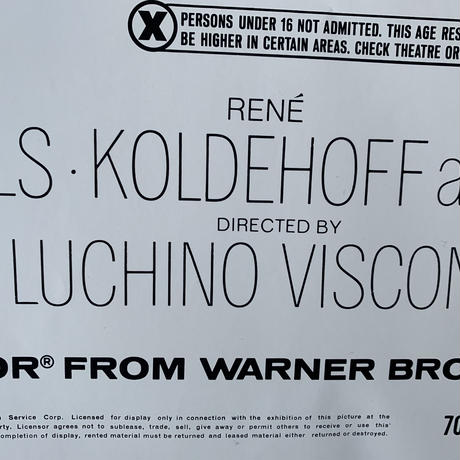 X PERSONS UNDER 16 NOT ADMITTED. THIS AGE RES
BE HIGHER IN CERTAIN AREAS. CHECK THEATRE OR
RENÉ
LS · KOLDEHOFF a
DIRECTED BY
LUCHINO VISCON
OR® FROM WARNER BRO
n Service Corp. Licensed for display only in connection with the exhibition of this picture at the
rty. Licensor agrees not to sublease, trade, sell, give away or permit others to receive or use this
ompletion of display, rented material must be returned and leased material either returned or destroyed.
70